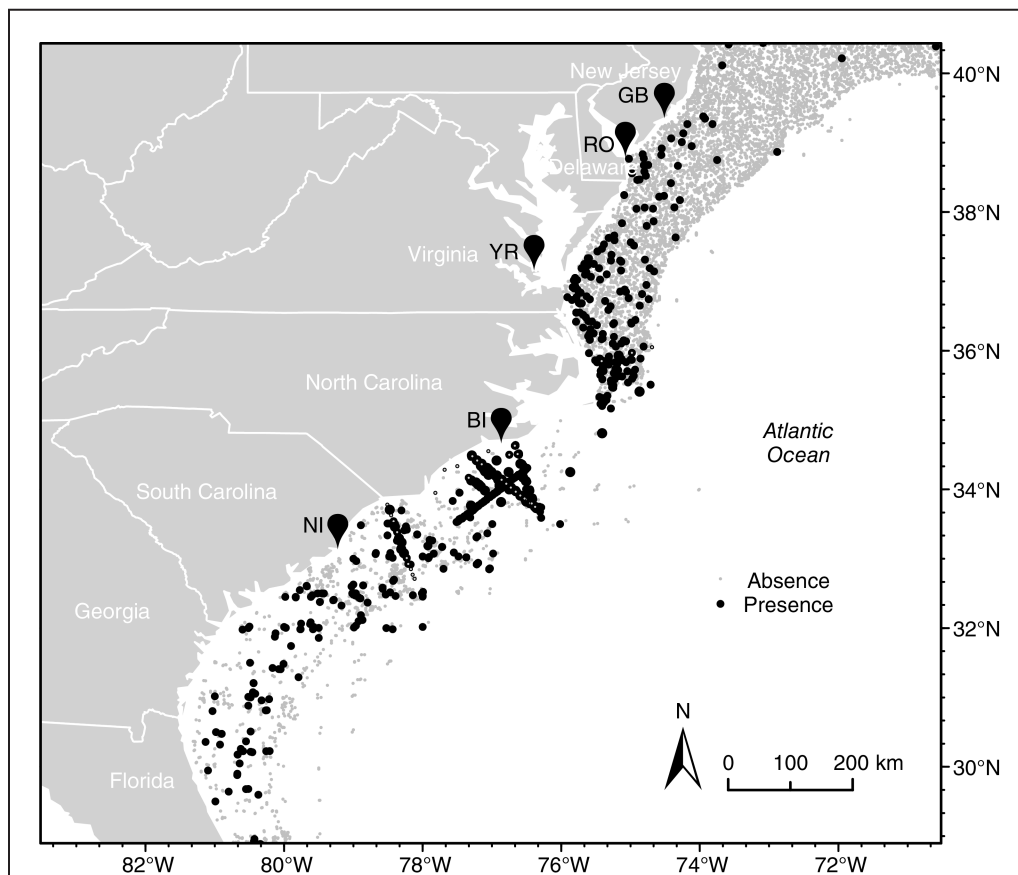 New Jersey
40°N
GB
RO
Delaware
38°N
Virginia
YR
36°N
North Carolina
BI
Atlantic
Ocean
34°N
South Carolina
NI
Absence
Presence
Georgia
32°N
N
0 100 200 km
30°N
Florida
82°W 80°W 78°W 76°W 74°W 72°W